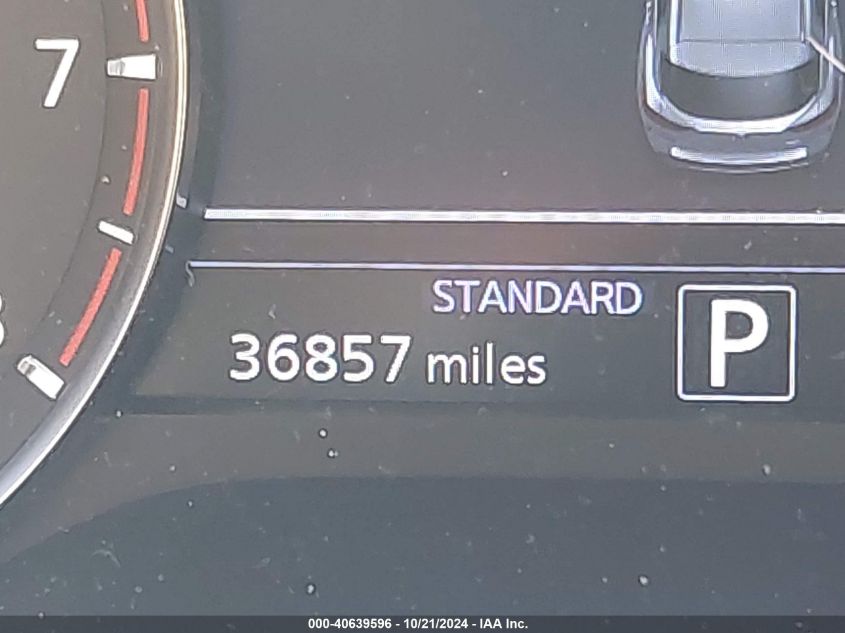 7
STANDARD
P
36857 miles
000-40639596 - 10/21/2024 - IAA Inc.